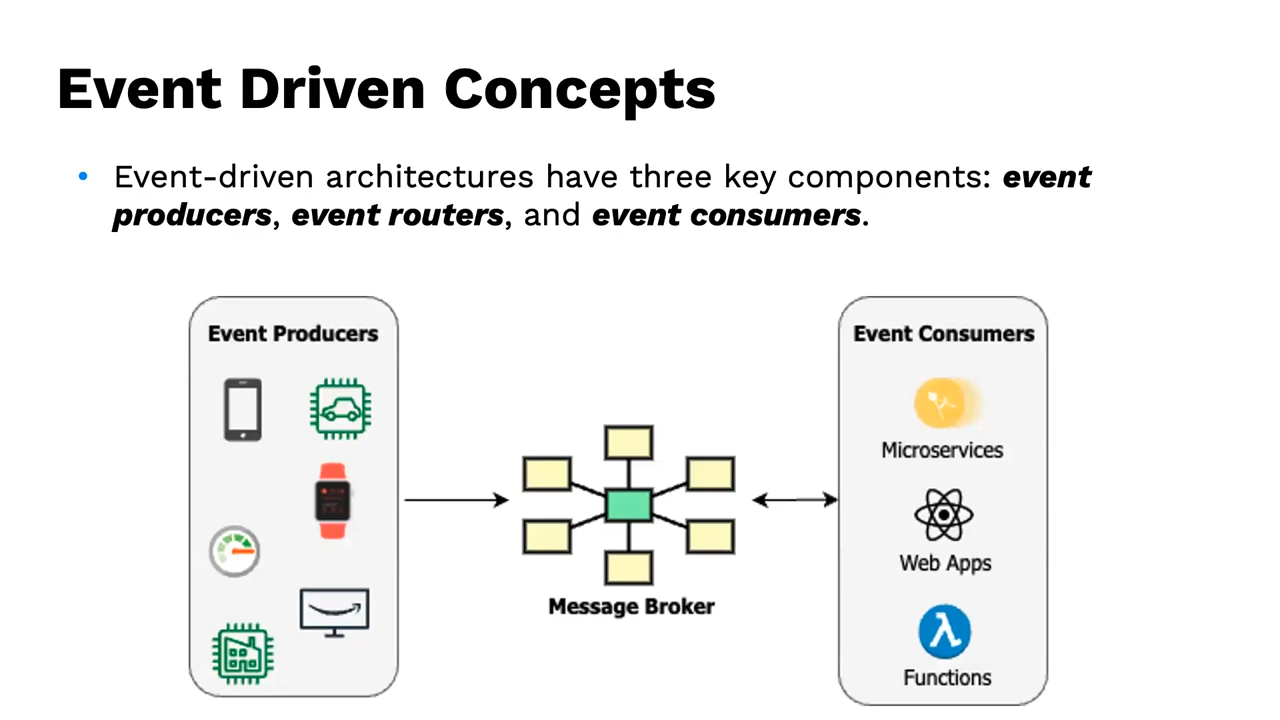 Event Driven Concepts
• Event-driven architectures have three key components: event
producers, event routers, and event consumers.
Event Producers
Message Broker
Event Consumers
Microservices
Web Apps
Functions